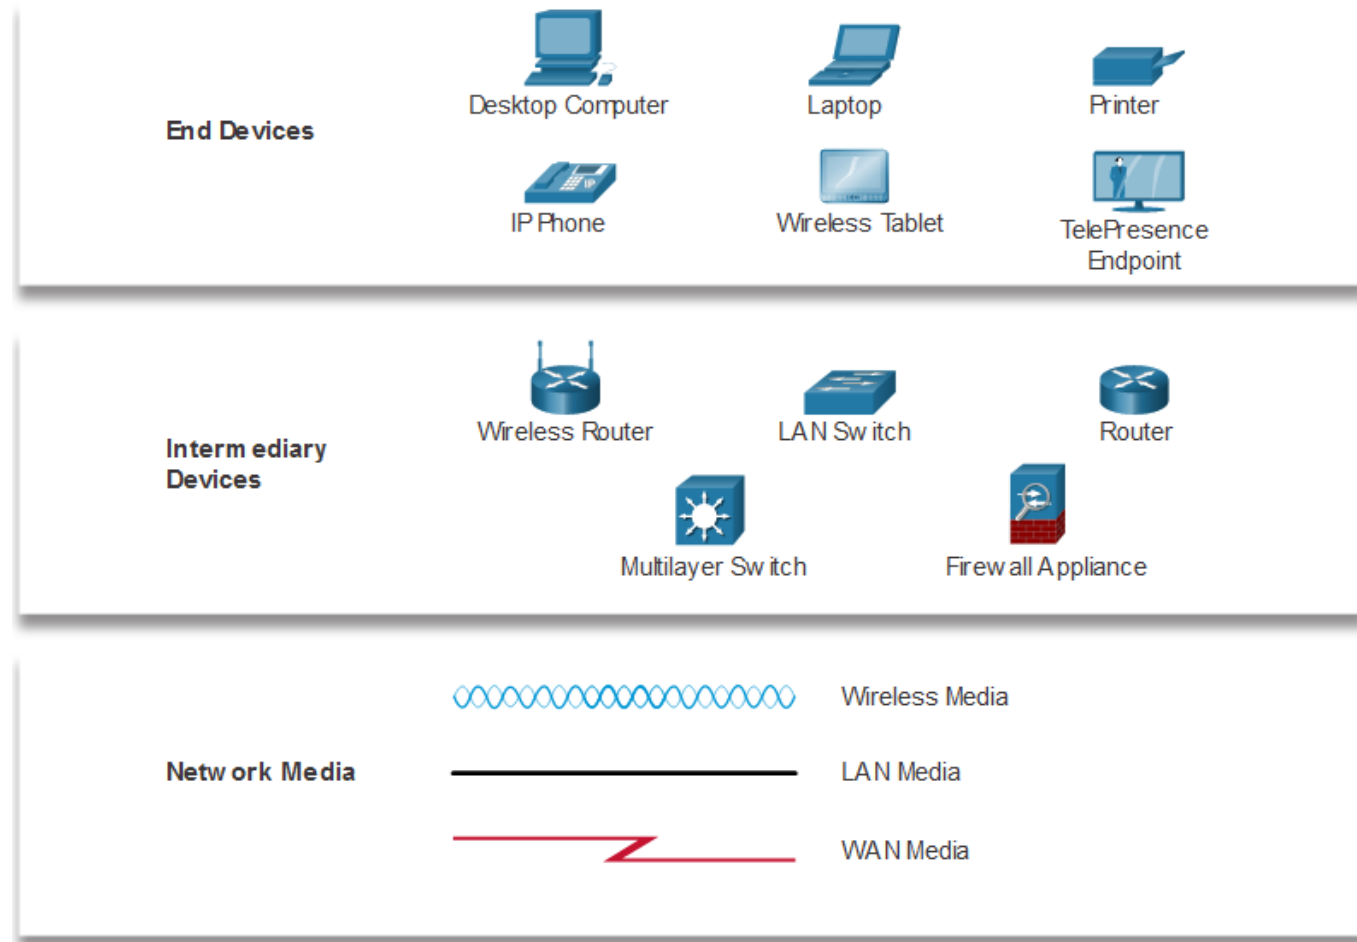 Desktop Computer
Laptop
Printer
End Devices
IP
IP Phone
Wireless Tablet
TelePresence
Endpoint
Wireless Router
LAN Switch
Router
Intermediary
Devices
Multilayer Switch
Firewall Appliance
Wireless Media
Network Media
LAN Media
WAN Media